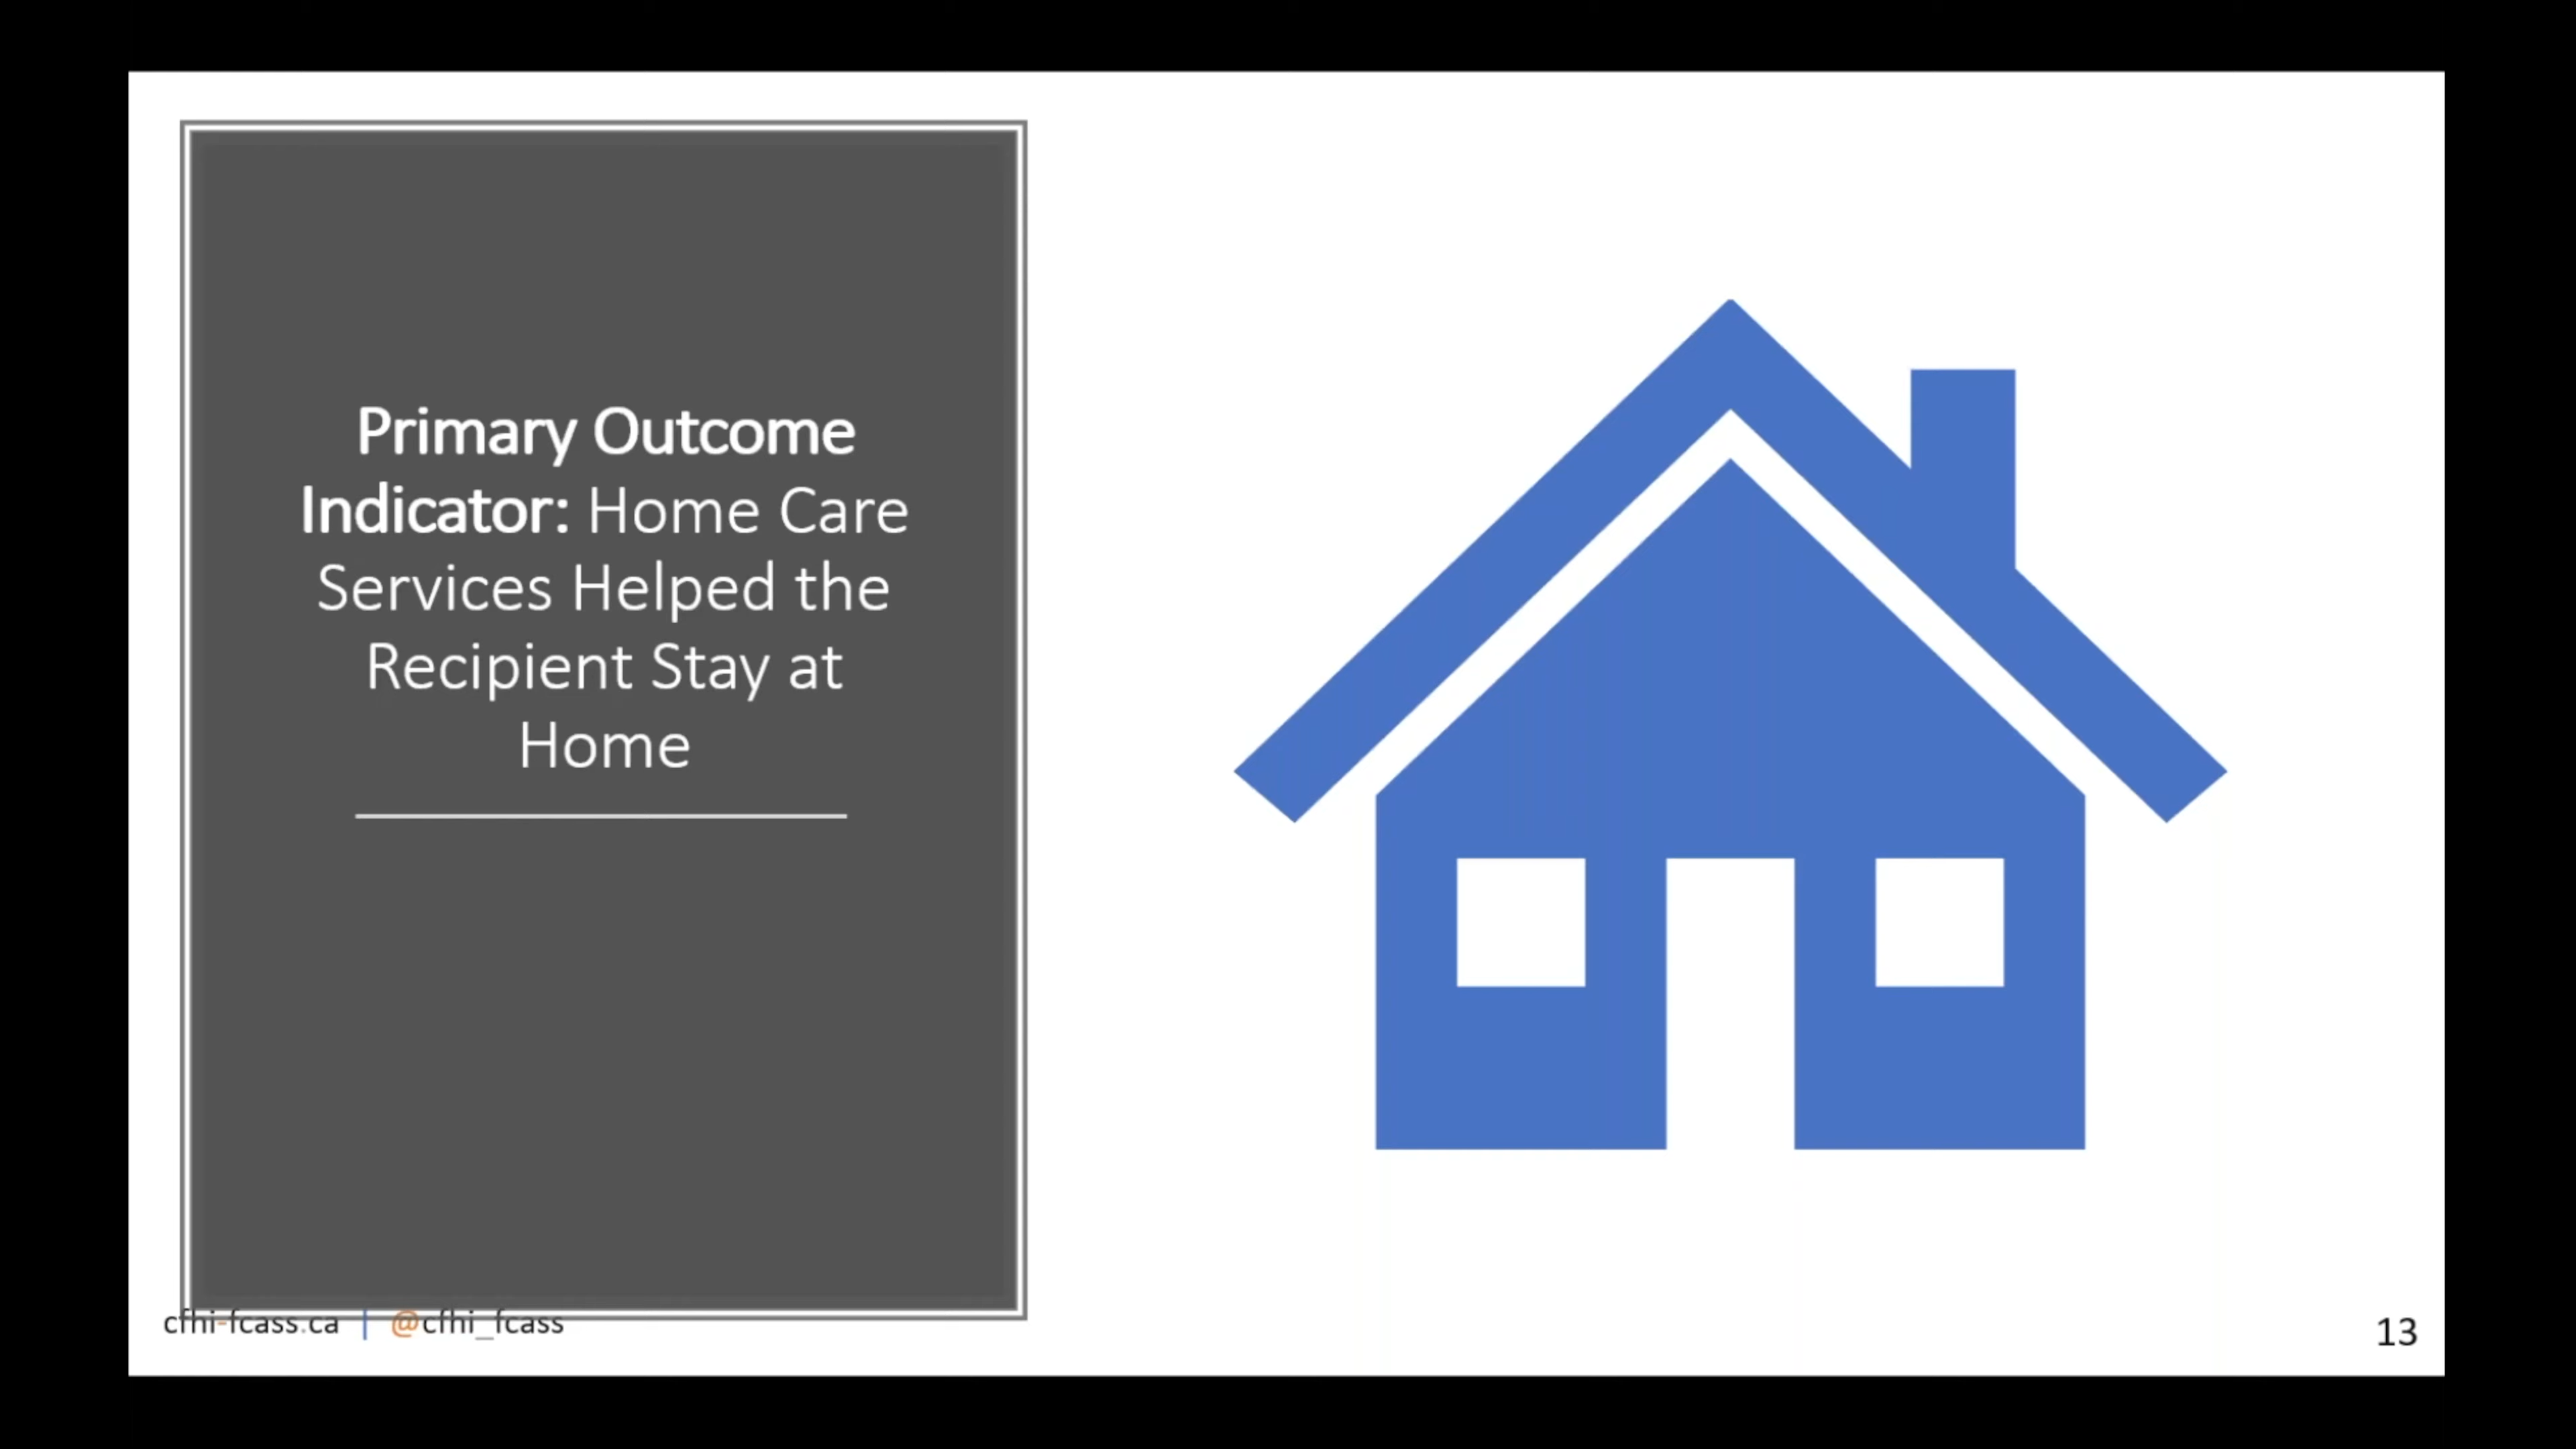 Primary Outcome
Indicator: Home Care
Services Helped the
Recipient Stay at
Home
cfhi-fcass.ca | @cfhi_fcass
13